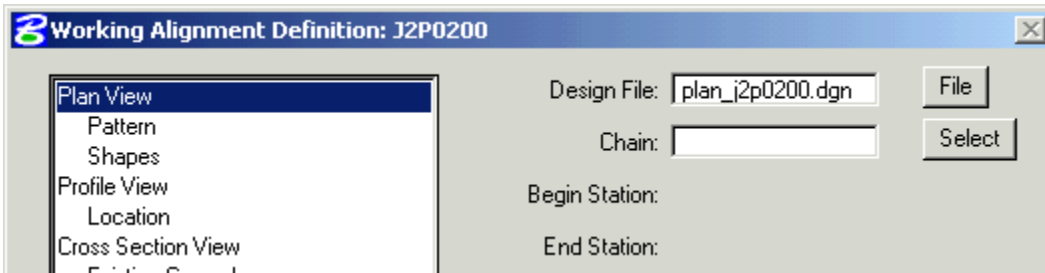 Working Alignment Definition: J2P0200
Plan View
Pattern
Shapes
Profile View
Location
Cross Section View
Design File: plan_j2p0200.dgn File
Chain: Select
Begin Station:
End Station: